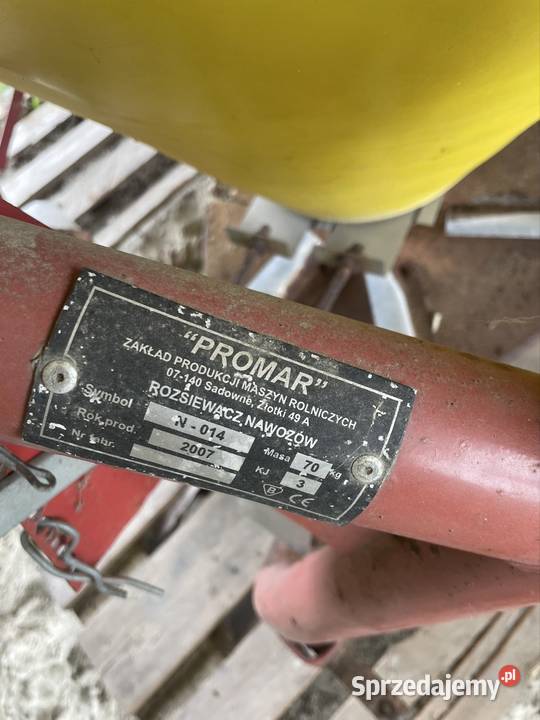 "PROMAR"
ZAKŁAD PRODUKCJI MASZYN ROLNICZYCH
07-140 Sadowne, Złotki 49 A
ROZSIEWACZ NAWOZÓW
Symbol N - 014 Masa 70 kg
Rok prod. 2007 KJ 3
Nr fabr. B CE
Sprzedajemy.pl